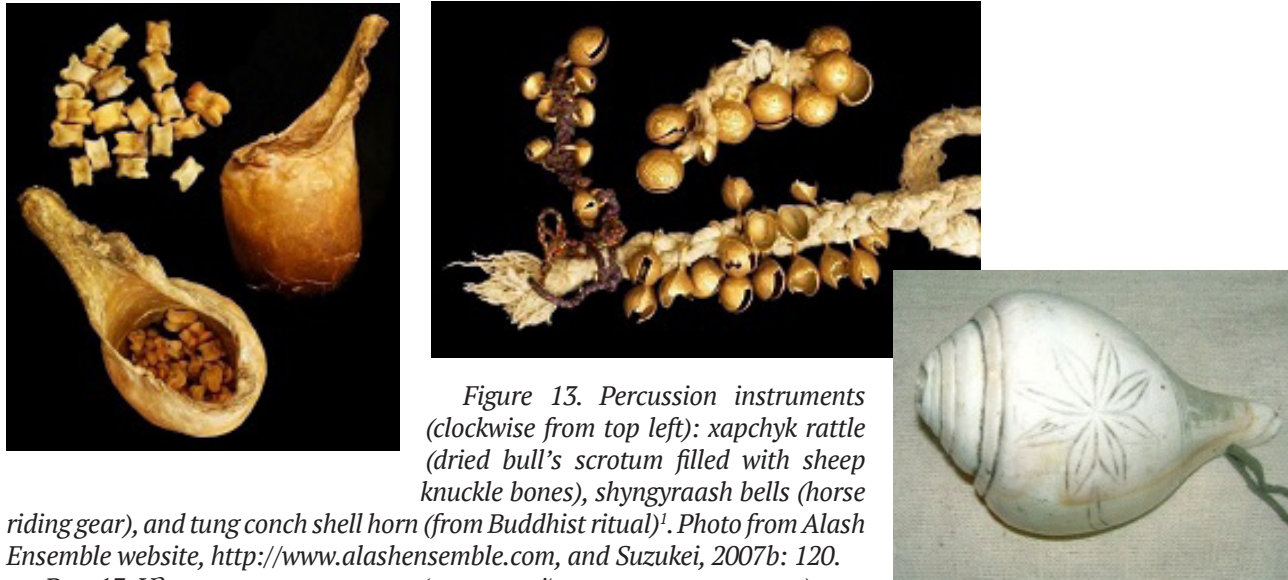 Figure 13. Percussion instruments
(clockwise from top left): xapchyk rattle
(dried bull's scrotum filled with sheep
knuckle bones), shyngyraash bells (horse
riding gear), and tung conch shell horn (from Buddhist ritual)¹. Photo from Alash
Ensemble website, http://www.alashensemble.com, and Suzukei, 2007b: 120.